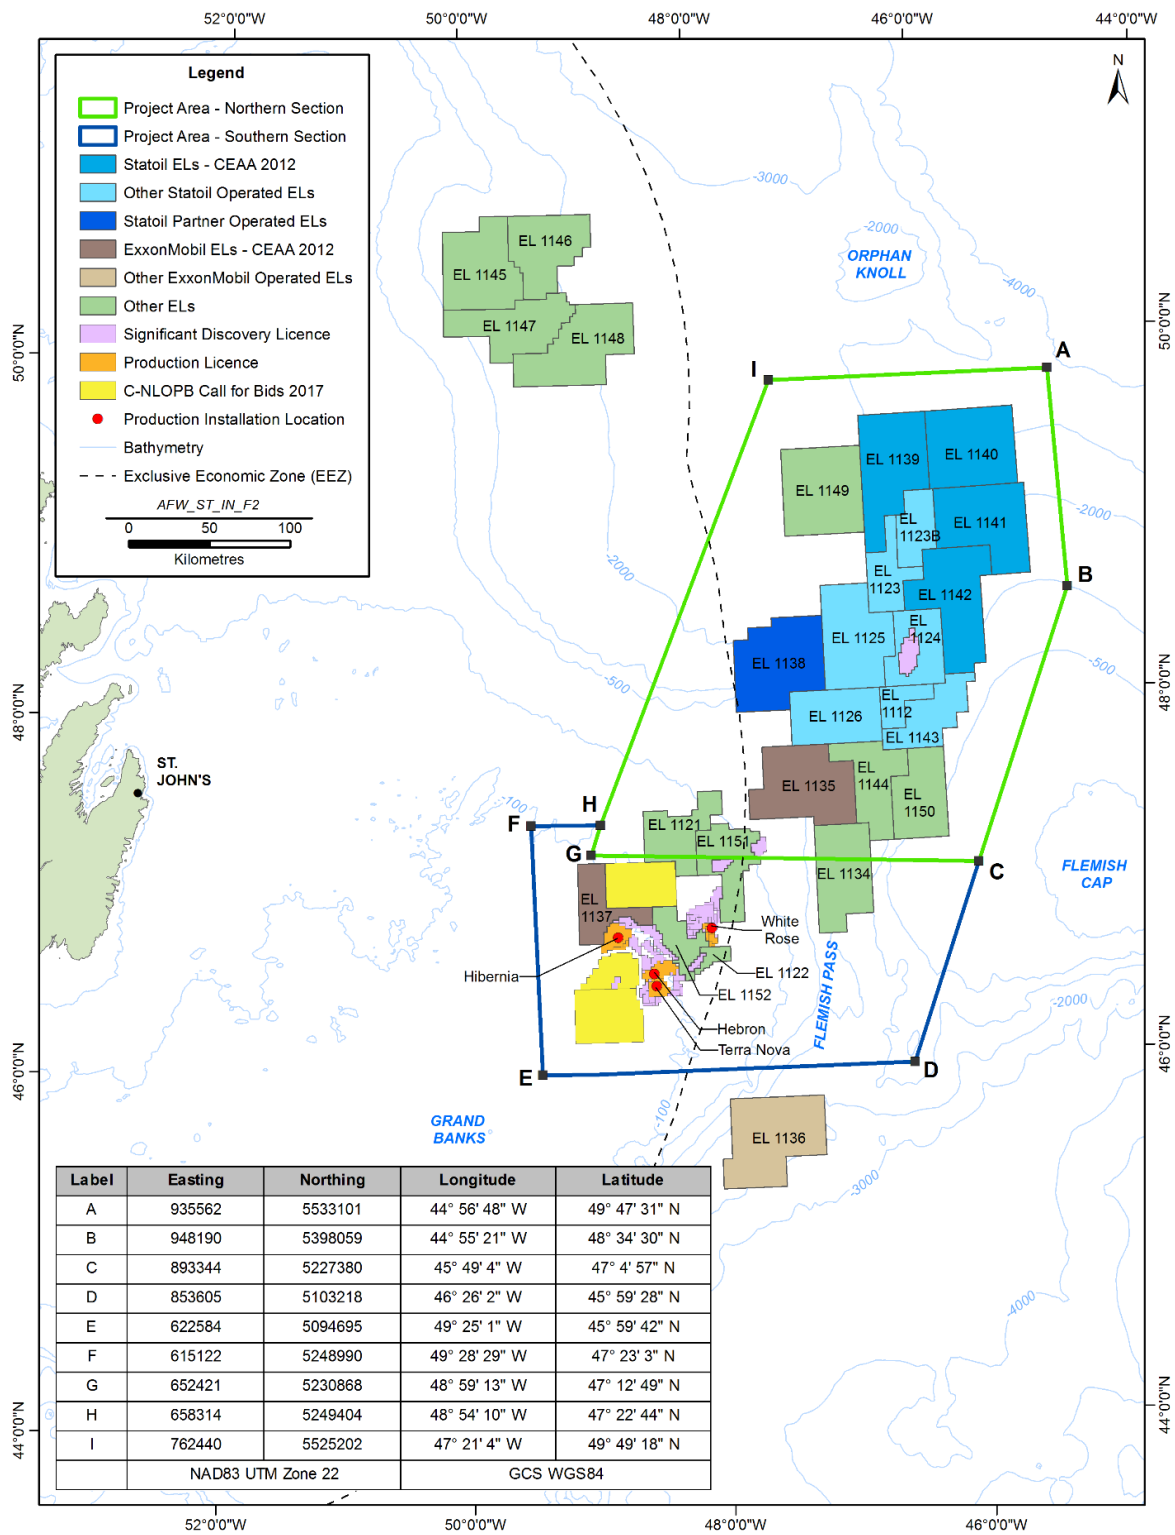 52°0'0"W 50°0'0"W 48°0'0"W 46°0'0"W 44°0'0"W
N
Legend
Project Area - Northern Section
Project Area - Southern Section
Statoil ELs - CEAA 2012
Other Statoil Operated ELs
Statoil Partner Operated ELs
ExxonMobil ELs - CEAA 2012
Other ExxonMobil Operated ELs
Other ELs
Significant Discovery Licence
Production Licence
C-NLOPB Call for Bids 2017
Production Installation Location
Bathymetry
Exclusive Economic Zone (EEZ)
AFW_ST_IN_F2
0 50 100
Kilometres
-3000
-2000
ORPHAN
KNOLL
-4000
EL 1146
EL 1145
EL 1147
EL 1148
50°0'0"N
50°0'0"N
A
I
EL 1139
EL 1140
EL 1149
EL
1123B
EL 1141
-2000
-2000
B
EL
1123
EL 1142
EL 1125
EL
1124
EL 1138
-500
-500
48°0'0"N
48°0'0"N
EL 1126
EL
1112
EL 1143
ST.
JOHN'S
EL 1135
EL
1144
EL
1150
-100
H
F
EL 1121
EL 1151
G
C
EL 1134
FLEMISH
CAP
EL
1137
White
Rose
Hibernia
EL 1122
EL 1152
FLEMISH PASS
-2000
Hebron
Terra Nova
46°0'0"N
46°0'0"N
E
D
-100
GRAND
BANKS
EL 1136
-3000
-4000
Label Easting Northing Longitude Latitude
A 935562 5533101 44° 56' 48" W 49° 47' 31" N
B 948190 5398059 44° 55' 21" W 48° 34' 30" N
C 893344 5227380 45° 49' 4" W 47° 4' 57" N
D 853605 5103218 46° 26' 2" W 45° 59' 28" N
E 622584 5094695 49° 25' 1" W 45° 59' 42" N
F 615122 5248990 49° 28' 29" W 47° 23' 3" N
G 652421 5230868 48° 59' 13" W 47° 12' 49" N
H 658314 5249404 48° 54' 10" W 47° 22' 44" N
I 762440 5525202 47° 21' 4" W 49° 49' 18" N
NAD83 UTM Zone 22 GCS WGS84
44°0'0"N
44°0'0"N
52°0'0"W 50°0'0"W 48°0'0"W 46°0'0"W